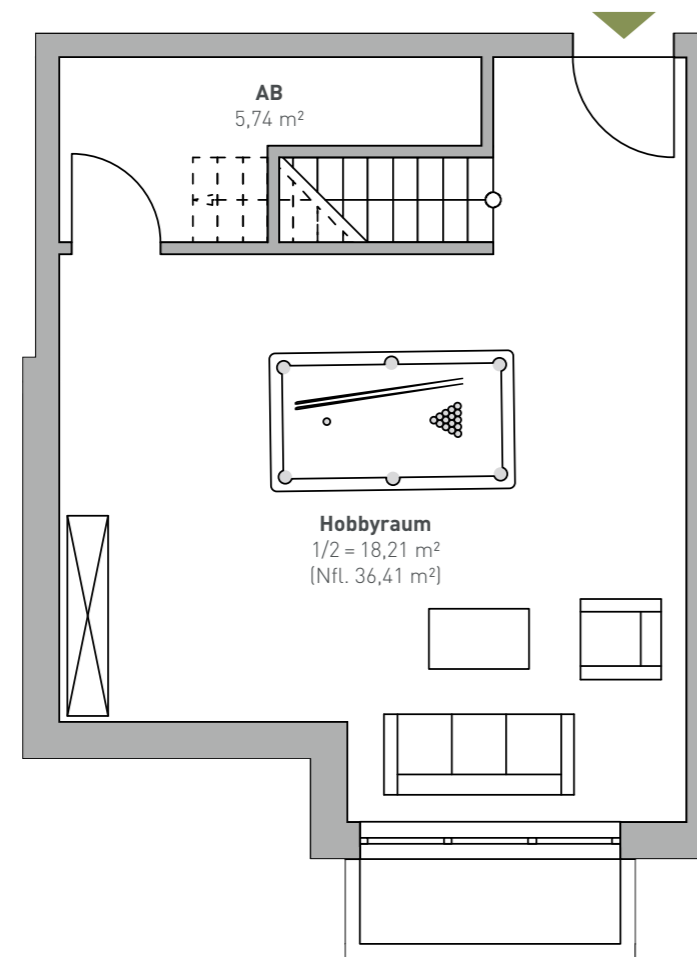 AB
5,74 m²
Hobbyraum
1/2 = 18,21 m²
(Nfl. 36,41 m²)